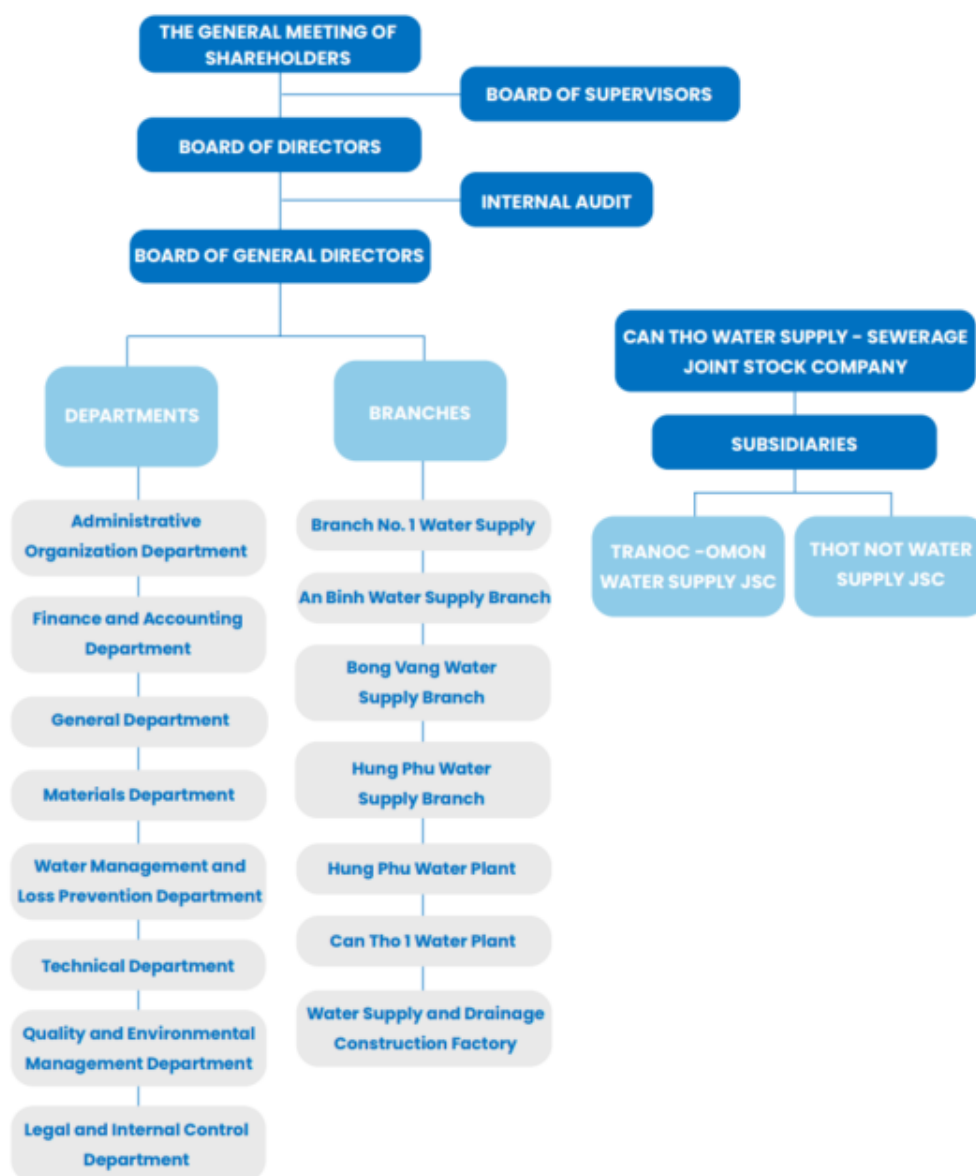 THE GENERAL MEETING OF
SHAREHOLDERS
BOARD OF SUPERVISORS
BOARD OF DIRECTORS
INTERNAL AUDIT
BOARD OF GENERAL DIRECTORS
DEPARTMENTS
Administrative
Organization Department
Finance and Accounting
Department
General Department
Materials Department
Water Management and
Loss Prevention Department
Technical Department
Quality and Environmental
Management Department
Legal and Internal Control
Department
BRANCHES
Branch No. 1 Water Supply
An Binh Water Supply Branch
Bong Vang Water
Supply Branch
Hung Phu Water
Supply Branch
Hung Phu Water Plant
Can Tho 1 Water Plant
Water Supply and Drainage
Construction Factory
CAN THO WATER SUPPLY - SEWERAGE
JOINT STOCK COMPANY
SUBSIDIARIES
TRANOC -OMON
WATER SUPPLY JSC
THOT NOT WATER
SUPPLY JSC